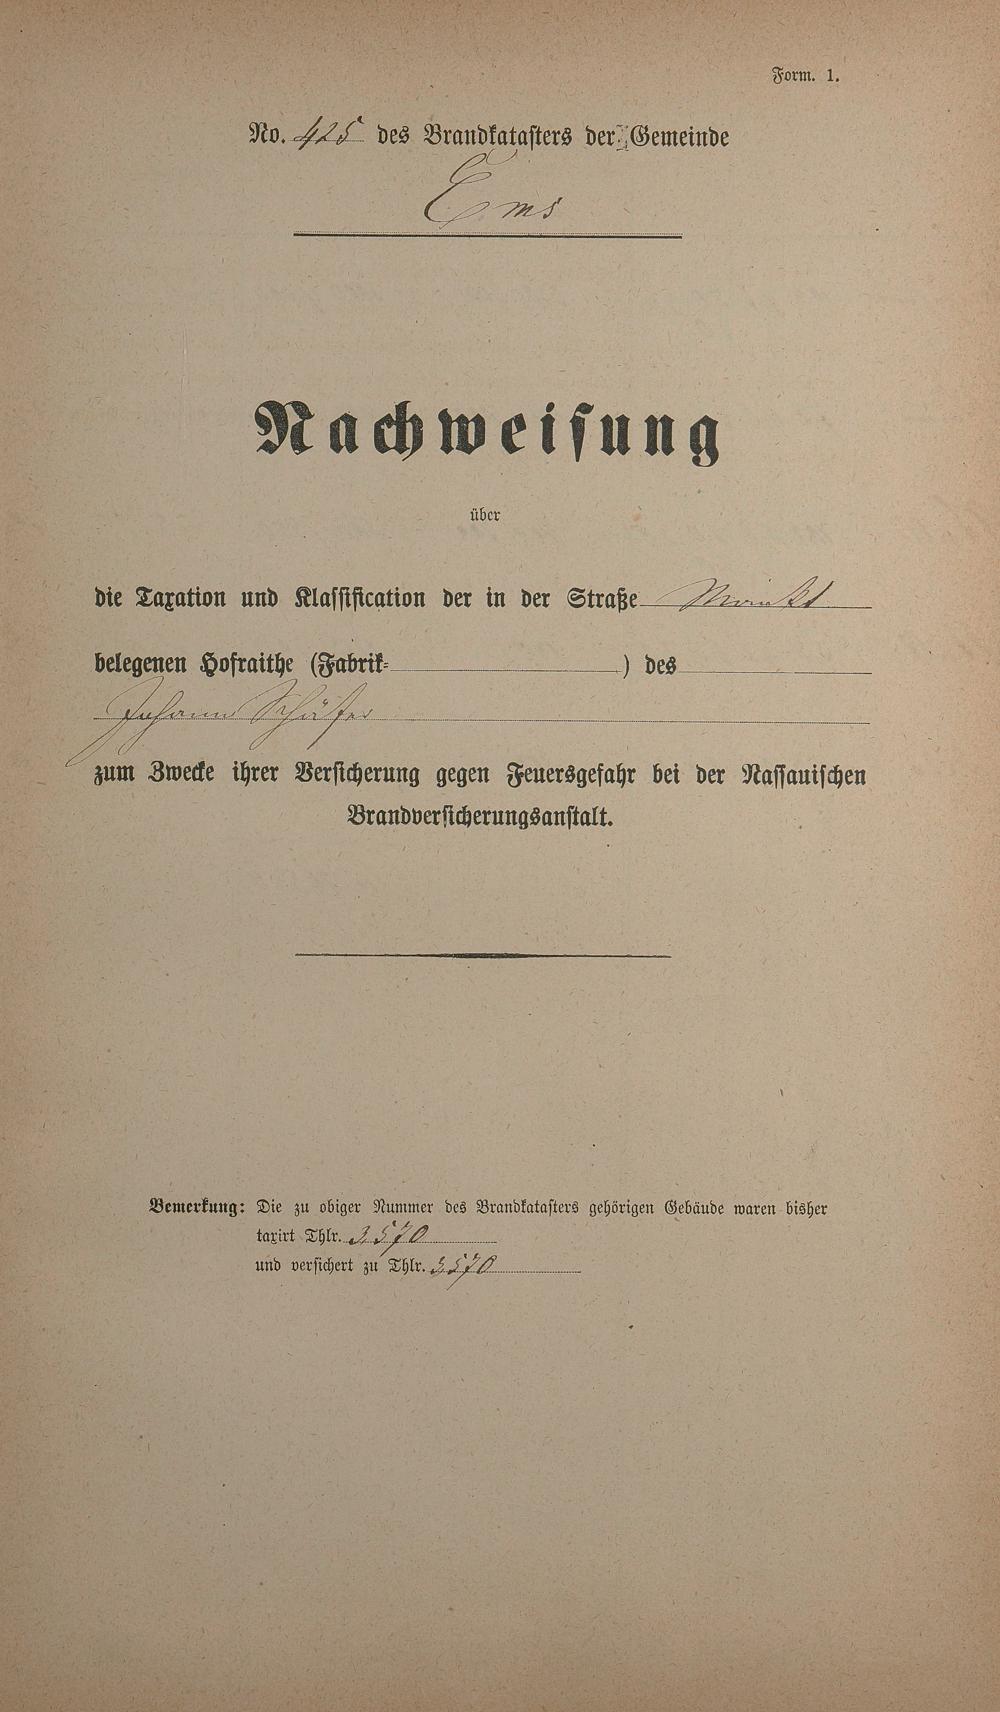 Form. 1.
No. 425 des Brandkatasters der Gemeinde
Ems
Nachweisung
über
die Taxation und Klassification der in der Straße Markt
belegenen Hofraithe (Fabrik- ) des
Johann Schäfer
zum Zwecke ihrer Versicherung gegen Feuersgefahr bei der Nassauischen
Brandversicherungsanstalt.
Bemerkung: Die zu obiger Nummer des Brandkatasters gehörigen Gebäude waren bisher
taxirt Thlr. 3570
und versichert zu Thlr. 3570